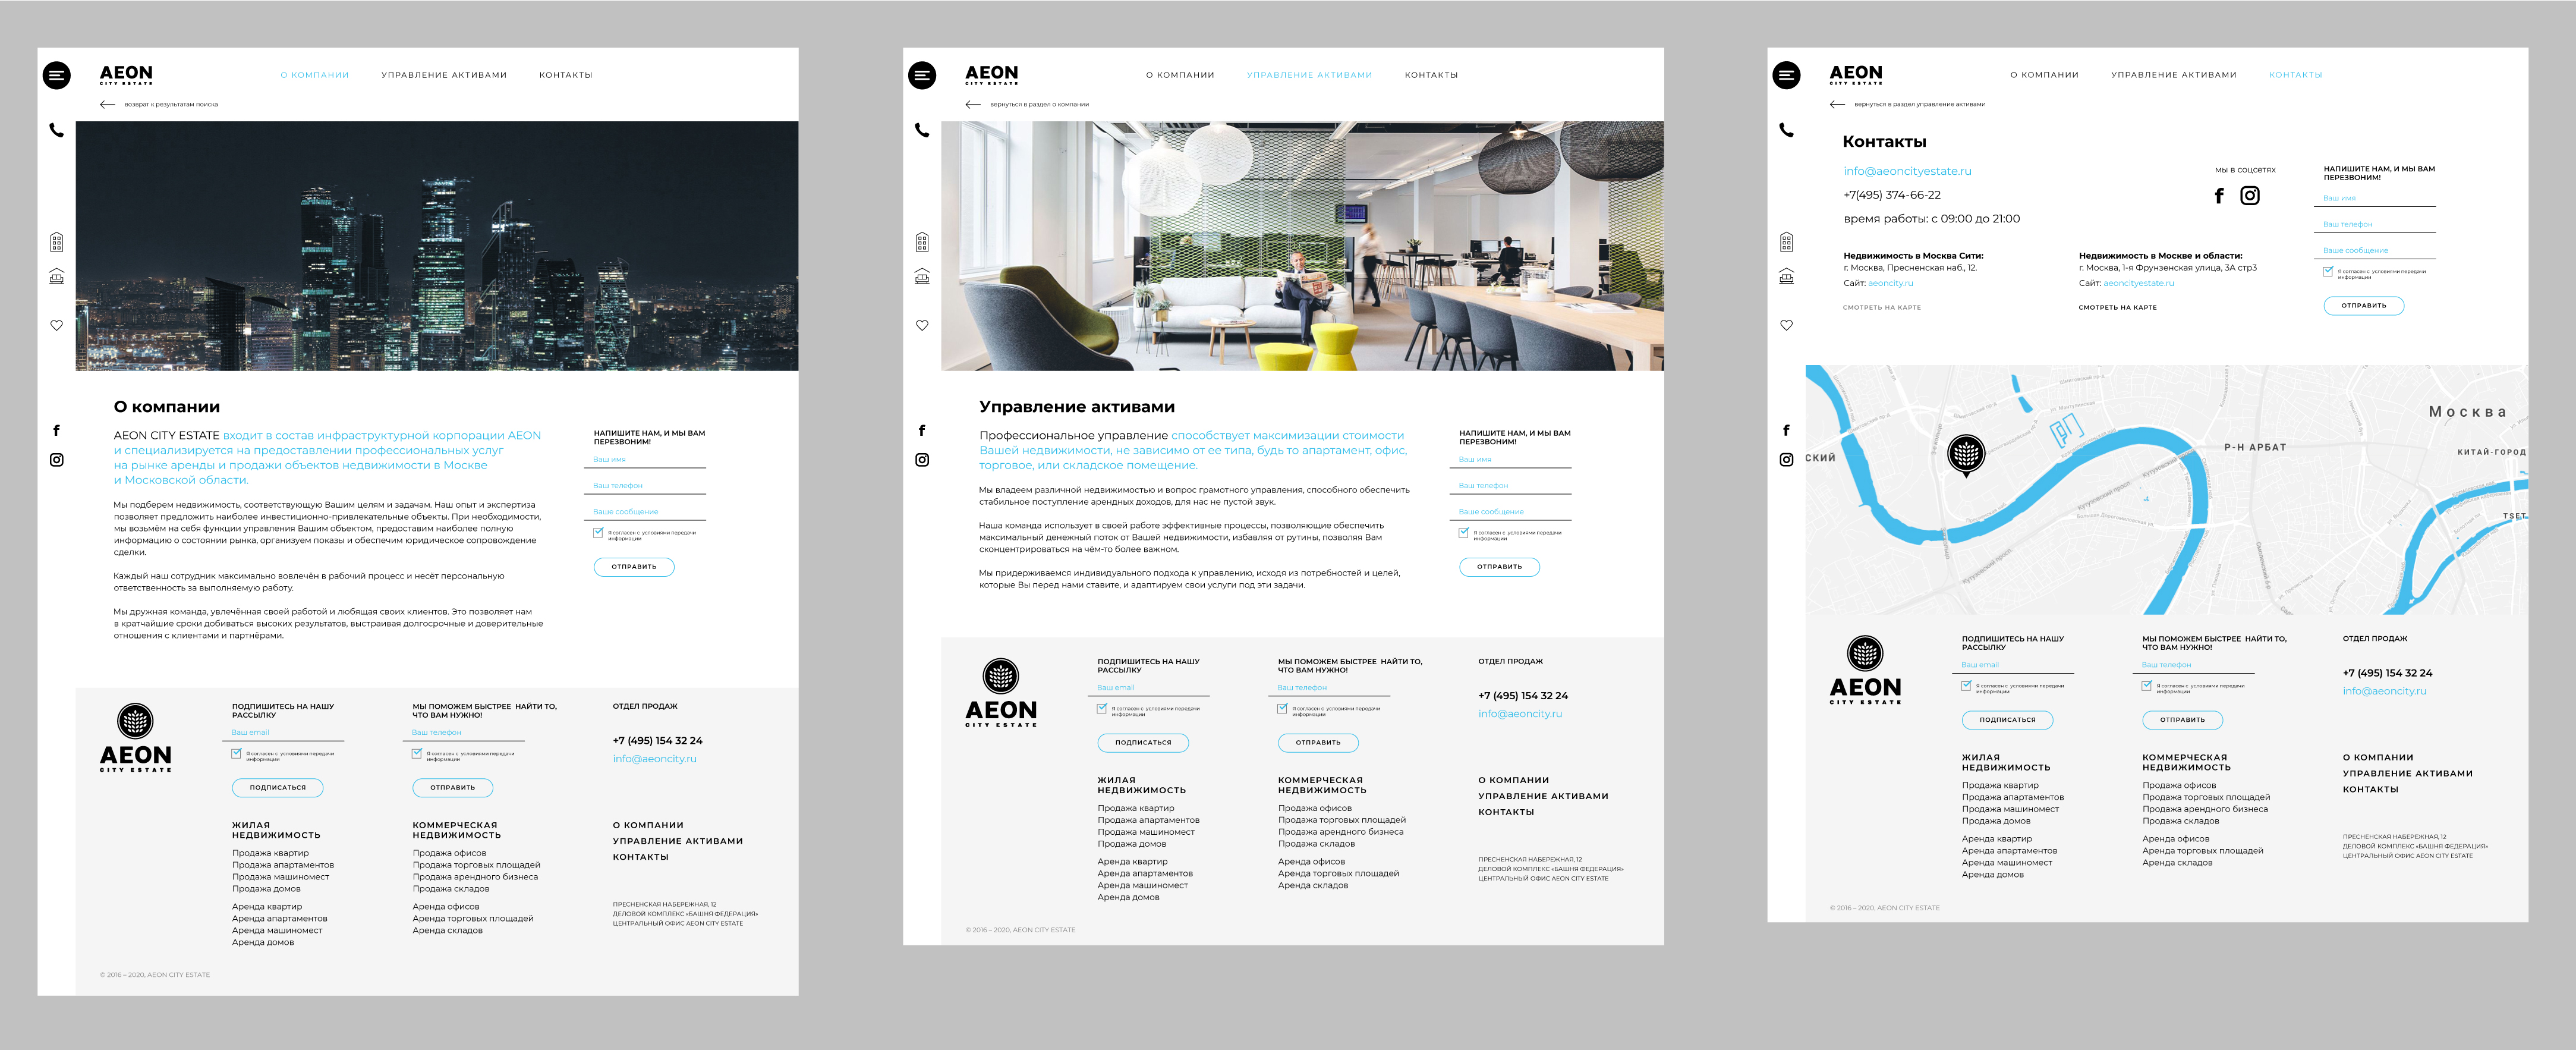 AEON
CITY ESTATE
О КОМПАНИИ
УПРАВЛЕНИЕ АКТИВАМИ
КОНТАКТЫ
возврат к результатам поиска
О компании
AEON CITY ESTATE входит в состав инфраструктурной корпорации AEON
и специализируется на предоставлении профессиональных услуг
на рынке аренды и продажи объектов недвижимости в Москве
и Московской области.
Мы подберем недвижимость, соответствующую Вашим целям и задачам. Наш опыт и экспертиза
позволяет предложить наиболее инвестиционно-привлекательные объекты. При необходимости,
мы возьмём на себя функции управления Вашим объектом, предоставим наиболее полную
информацию о состоянии рынка, организуем показы и обеспечим юридическое сопровождение
сделки.
Каждый наш сотрудник максимально вовлечён в рабочий процесс и несёт персональную
ответственность за выполняемую работу.
Мы дружная команда, увлечённая своей работой и любящая своих клиентов. Это позволяет нам
в кратчайшие сроки добиваться высоких результатов, выстраивая долгосрочные и доверительные
отношения с клиентами и партнёрами.
НАПИШИТЕ НАМ, И МЫ ВАМ
ПЕРЕЗВОНИМ!
Ваш имя
Ваш телефон
Ваше сообщение
Я согласен с условиями передачи
информации
ОТПРАВИТЬ
AEON
CITY ESTATE
ПОДПИШИТЕСЬ НА НАШУ
РАССЫЛКУ
Ваш email
Я согласен с условиями передачи
информации
ПОДПИСАТЬСЯ
МЫ ПОМОЖЕМ БЫСТРЕЕ НАЙТИ ТО,
ЧТО ВАМ НУЖНО!
Ваш телефон
Я согласен с условиями передачи
информации
ОТПРАВИТЬ
ОТДЕЛ ПРОДАЖ
+7 (495) 154 32 24
info@aeoncity.ru
ЖИЛАЯ
НЕДВИЖИМОСТЬ
Продажа квартир
Продажа апартаментов
Продажа машиномест
Продажа домов
Аренда квартир
Аренда апартаментов
Аренда машиномест
Аренда домов
КОММЕРЧЕСКАЯ
НЕДВИЖИМОСТЬ
Продажа офисов
Продажа торговых площадей
Продажа арендного бизнеса
Продажа складов
Аренда офисов
Аренда торговых площадей
Аренда складов
О КОМПАНИИ
УПРАВЛЕНИЕ АКТИВАМИ
КОНТАКТЫ
ПРЕСНЕНСКАЯ НАБЕРЕЖНАЯ, 12
ДЕЛОВОЙ КОМПЛЕКС «БАШНЯ ФЕДЕРАЦИЯ»
ЦЕНТРАЛЬНЫЙ ОФИС AEON CITY ESTATE
© 2016 – 2020, AEON CITY ESTATE
AEON
CITY ESTATE
О КОМПАНИИ
УПРАВЛЕНИЕ АКТИВАМИ
КОНТАКТЫ
вернуться в раздел о компании
Управление активами
Профессиональное управление способствует максимизации стоимости
Вашей недвижимости, не зависимо от ее типа, будь то апартамент, офис,
торговое, или складское помещение.
Мы владеем различной недвижимостью и вопрос грамотного управления, способного обеспечить
стабильное поступление арендных доходов, для нас не пустой звук.
Наша команда использует в своей работе эффективные процессы, позволяющие обеспечить
максимальный денежный поток от Вашей недвижимости, избавляя от рутины, позволяя Вам
сконцентрироваться на чём-то более важном.
Мы придерживаемся индивидуального подхода к управлению, исходя из потребностей и целей,
которые Вы перед нами ставите, и адаптируем свои услуги под эти задачи.
НАПИШИТЕ НАМ, И МЫ ВАМ
ПЕРЕЗВОНИМ!
Ваш имя
Ваш телефон
Ваше сообщение
Я согласен с условиями передачи
информации
ОТПРАВИТЬ
AEON
CITY ESTATE
ПОДПИШИТЕСЬ НА НАШУ
РАССЫЛКУ
Ваш email
Я согласен с условиями передачи
информации
ПОДПИСАТЬСЯ
МЫ ПОМОЖЕМ БЫСТРЕЕ НАЙТИ ТО,
ЧТО ВАМ НУЖНО!
Ваш телефон
Я согласен с условиями передачи
информации
ОТПРАВИТЬ
ОТДЕЛ ПРОДАЖ
+7 (495) 154 32 24
info@aeoncity.ru
ЖИЛАЯ
НЕДВИЖИМОСТЬ
Продажа квартир
Продажа апартаментов
Продажа машиномест
Продажа домов
Аренда квартир
Аренда апартаментов
Аренда машиномест
Аренда домов
КОММЕРЧЕСКАЯ
НЕДВИЖИМОСТЬ
Продажа офисов
Продажа торговых площадей
Продажа арендного бизнеса
Продажа складов
Аренда офисов
Аренда торговых площадей
Аренда складов
О КОМПАНИИ
УПРАВЛЕНИЕ АКТИВАМИ
КОНТАКТЫ
ПРЕСНЕНСКАЯ НАБЕРЕЖНАЯ, 12
ДЕЛОВОЙ КОМПЛЕКС «БАШНЯ ФЕДЕРАЦИЯ»
ЦЕНТРАЛЬНЫЙ ОФИС AEON CITY ESTATE
© 2016 – 2020, AEON CITY ESTATE
AEON
CITY ESTATE
О КОМПАНИИ
УПРАВЛЕНИЕ АКТИВАМИ
КОНТАКТЫ
вернуться в раздел управление активами
Контакты
info@aeoncityestate.ru
+7(495) 374-66-22
время работы: с 09:00 до 21:00
мы в соцсетях
Недвижимость в Москва Сити:
г. Москва, Пресненская наб., 12.
Сайт: aeoncity.ru
СМОТРЕТЬ НА КАРТЕ
Недвижимость в Москве и области:
г. Москва, 1-я Фрунзенская улица, 3А стр3
Сайт: aeoncityestate.ru
СМОТРЕТЬ НА КАРТЕ
НАПИШИТЕ НАМ, И МЫ ВАМ
ПЕРЕЗВОНИМ!
Ваш имя
Ваш телефон
Ваше сообщение
Я согласен с условиями передачи
информации
ОТПРАВИТЬ
Москва
Р-Н АРБАТ
КИТАЙ-ГОРОД
СКИЙ
TSET
Кутузовский просп.
Кутузовский просп.
AEON
CITY ESTATE
ПОДПИШИТЕСЬ НА НАШУ
РАССЫЛКУ
Ваш email
Я согласен с условиями передачи
информации
ПОДПИСАТЬСЯ
МЫ ПОМОЖЕМ БЫСТРЕЕ НАЙТИ ТО,
ЧТО ВАМ НУЖНО!
Ваш телефон
Я согласен с условиями передачи
информации
ОТПРАВИТЬ
ОТДЕЛ ПРОДАЖ
+7 (495) 154 32 24
info@aeoncity.ru
ЖИЛАЯ
НЕДВИЖИМОСТЬ
Продажа квартир
Продажа апартаментов
Продажа машиномест
Продажа домов
Аренда квартир
Аренда апартаментов
Аренда машиномест
Аренда домов
КОММЕРЧЕСКАЯ
НЕДВИЖИМОСТЬ
Продажа офисов
Продажа торговых площадей
Продажа арендного бизнеса
Продажа складов
Аренда офисов
Аренда торговых площадей
Аренда складов
О КОМПАНИИ
УПРАВЛЕНИЕ АКТИВАМИ
КОНТАКТЫ
ПРЕСНЕНСКАЯ НАБЕРЕЖНАЯ, 12
ДЕЛОВОЙ КОМПЛЕКС «БАШНЯ ФЕДЕРАЦИЯ»
ЦЕНТРАЛЬНЫЙ ОФИС AEON CITY ESTATE
© 2016 – 2020, AEON CITY ESTATE